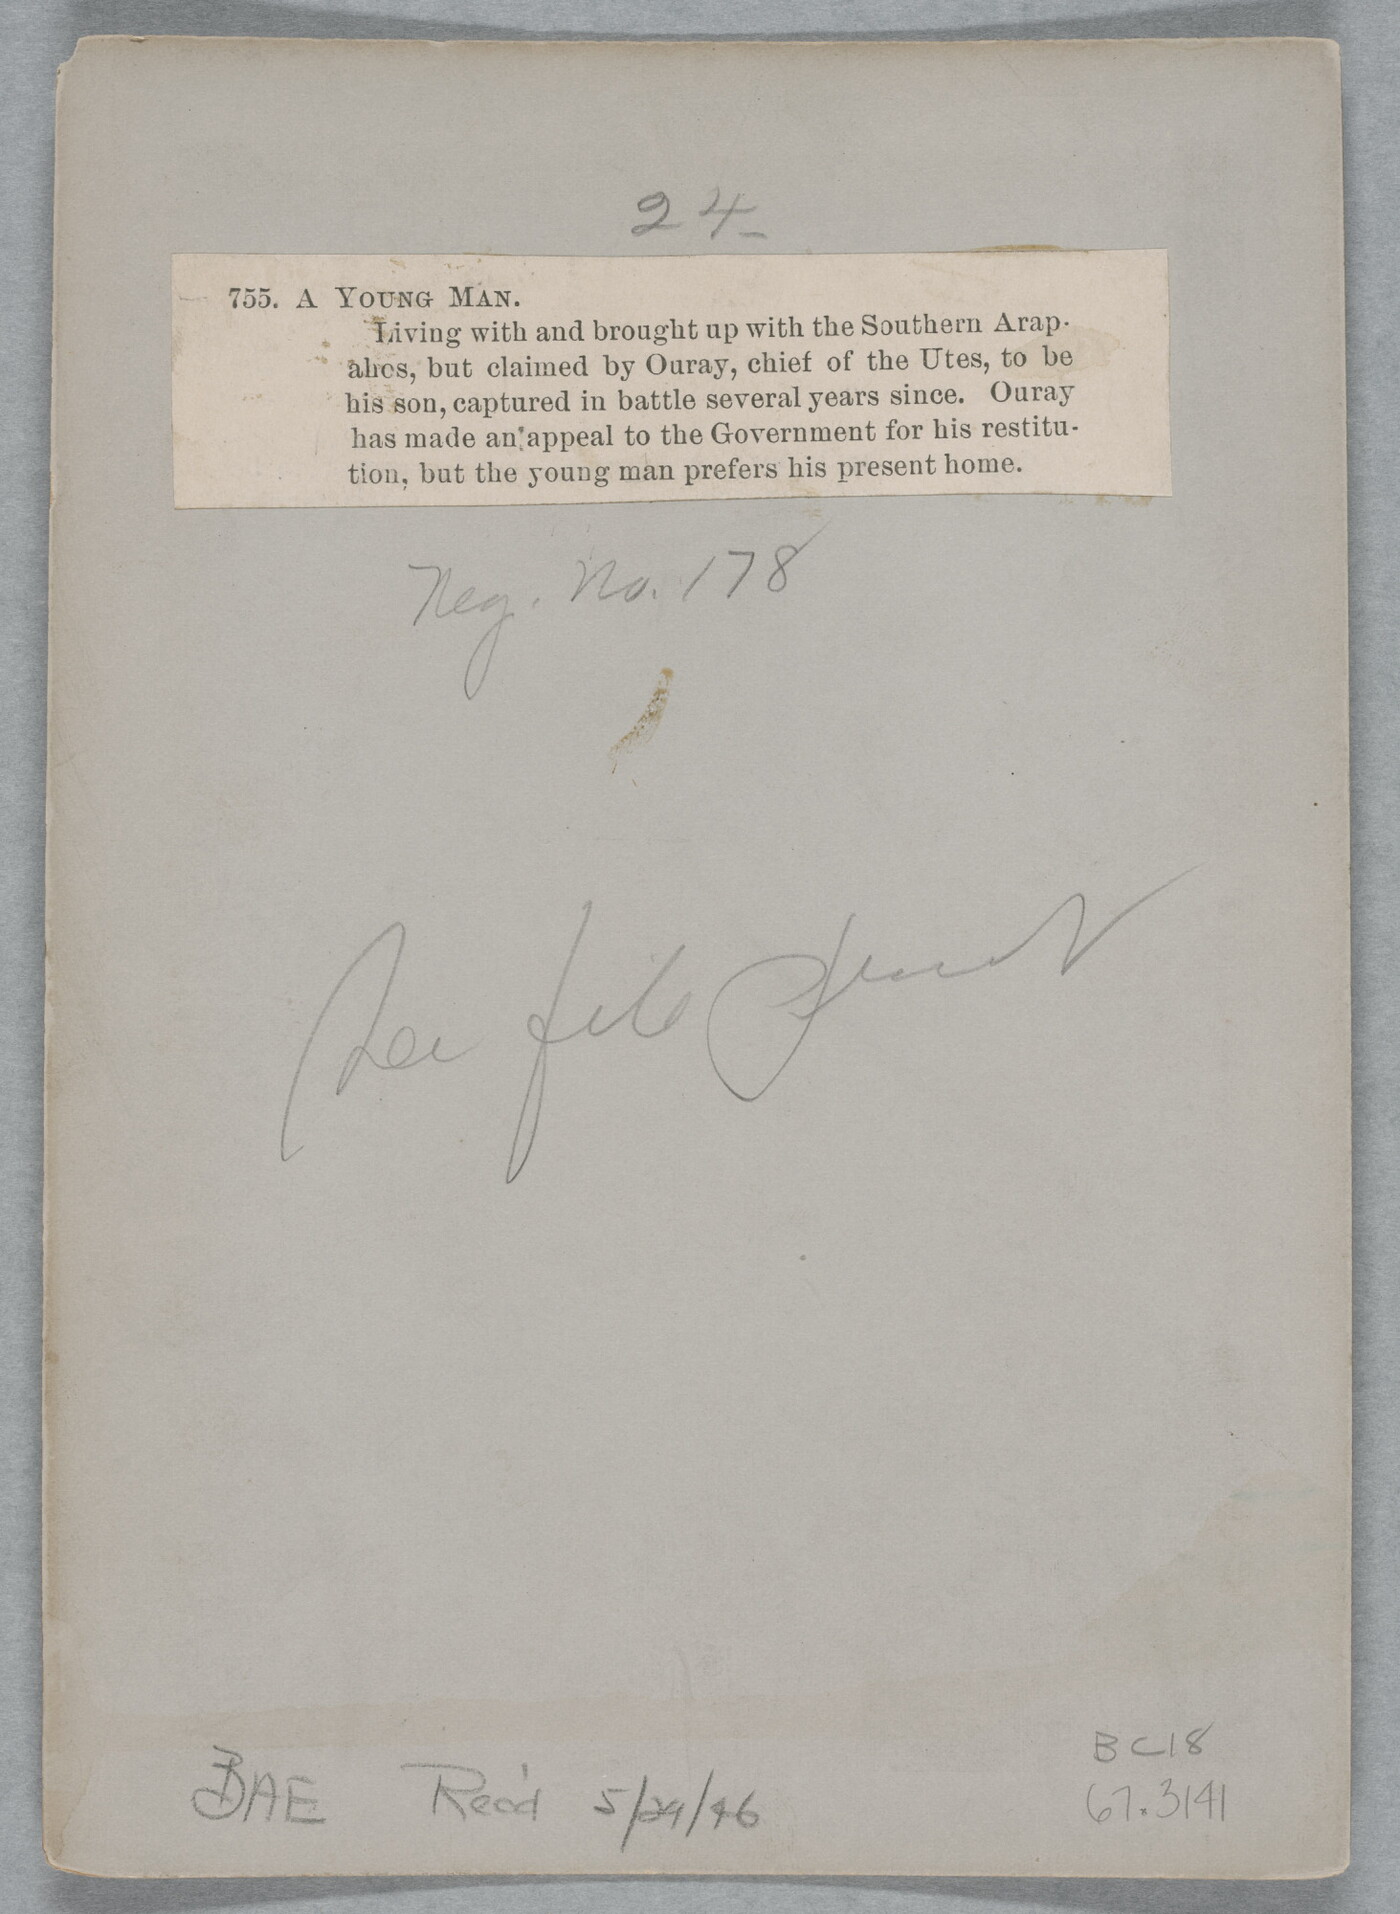 24
755. A YOUNG MAN.
Living with and brought up with the Southern Arap-
ahoes, but claimed by Ouray, chief of the Utes, to be
his son, captured in battle several years since. Ouray
has made an appeal to the Government for his restitu-
tion, but the young man prefers his present home.
Neg. No. 178
See file print
BAE Rec'd 5/29/46
BC18
67.3141